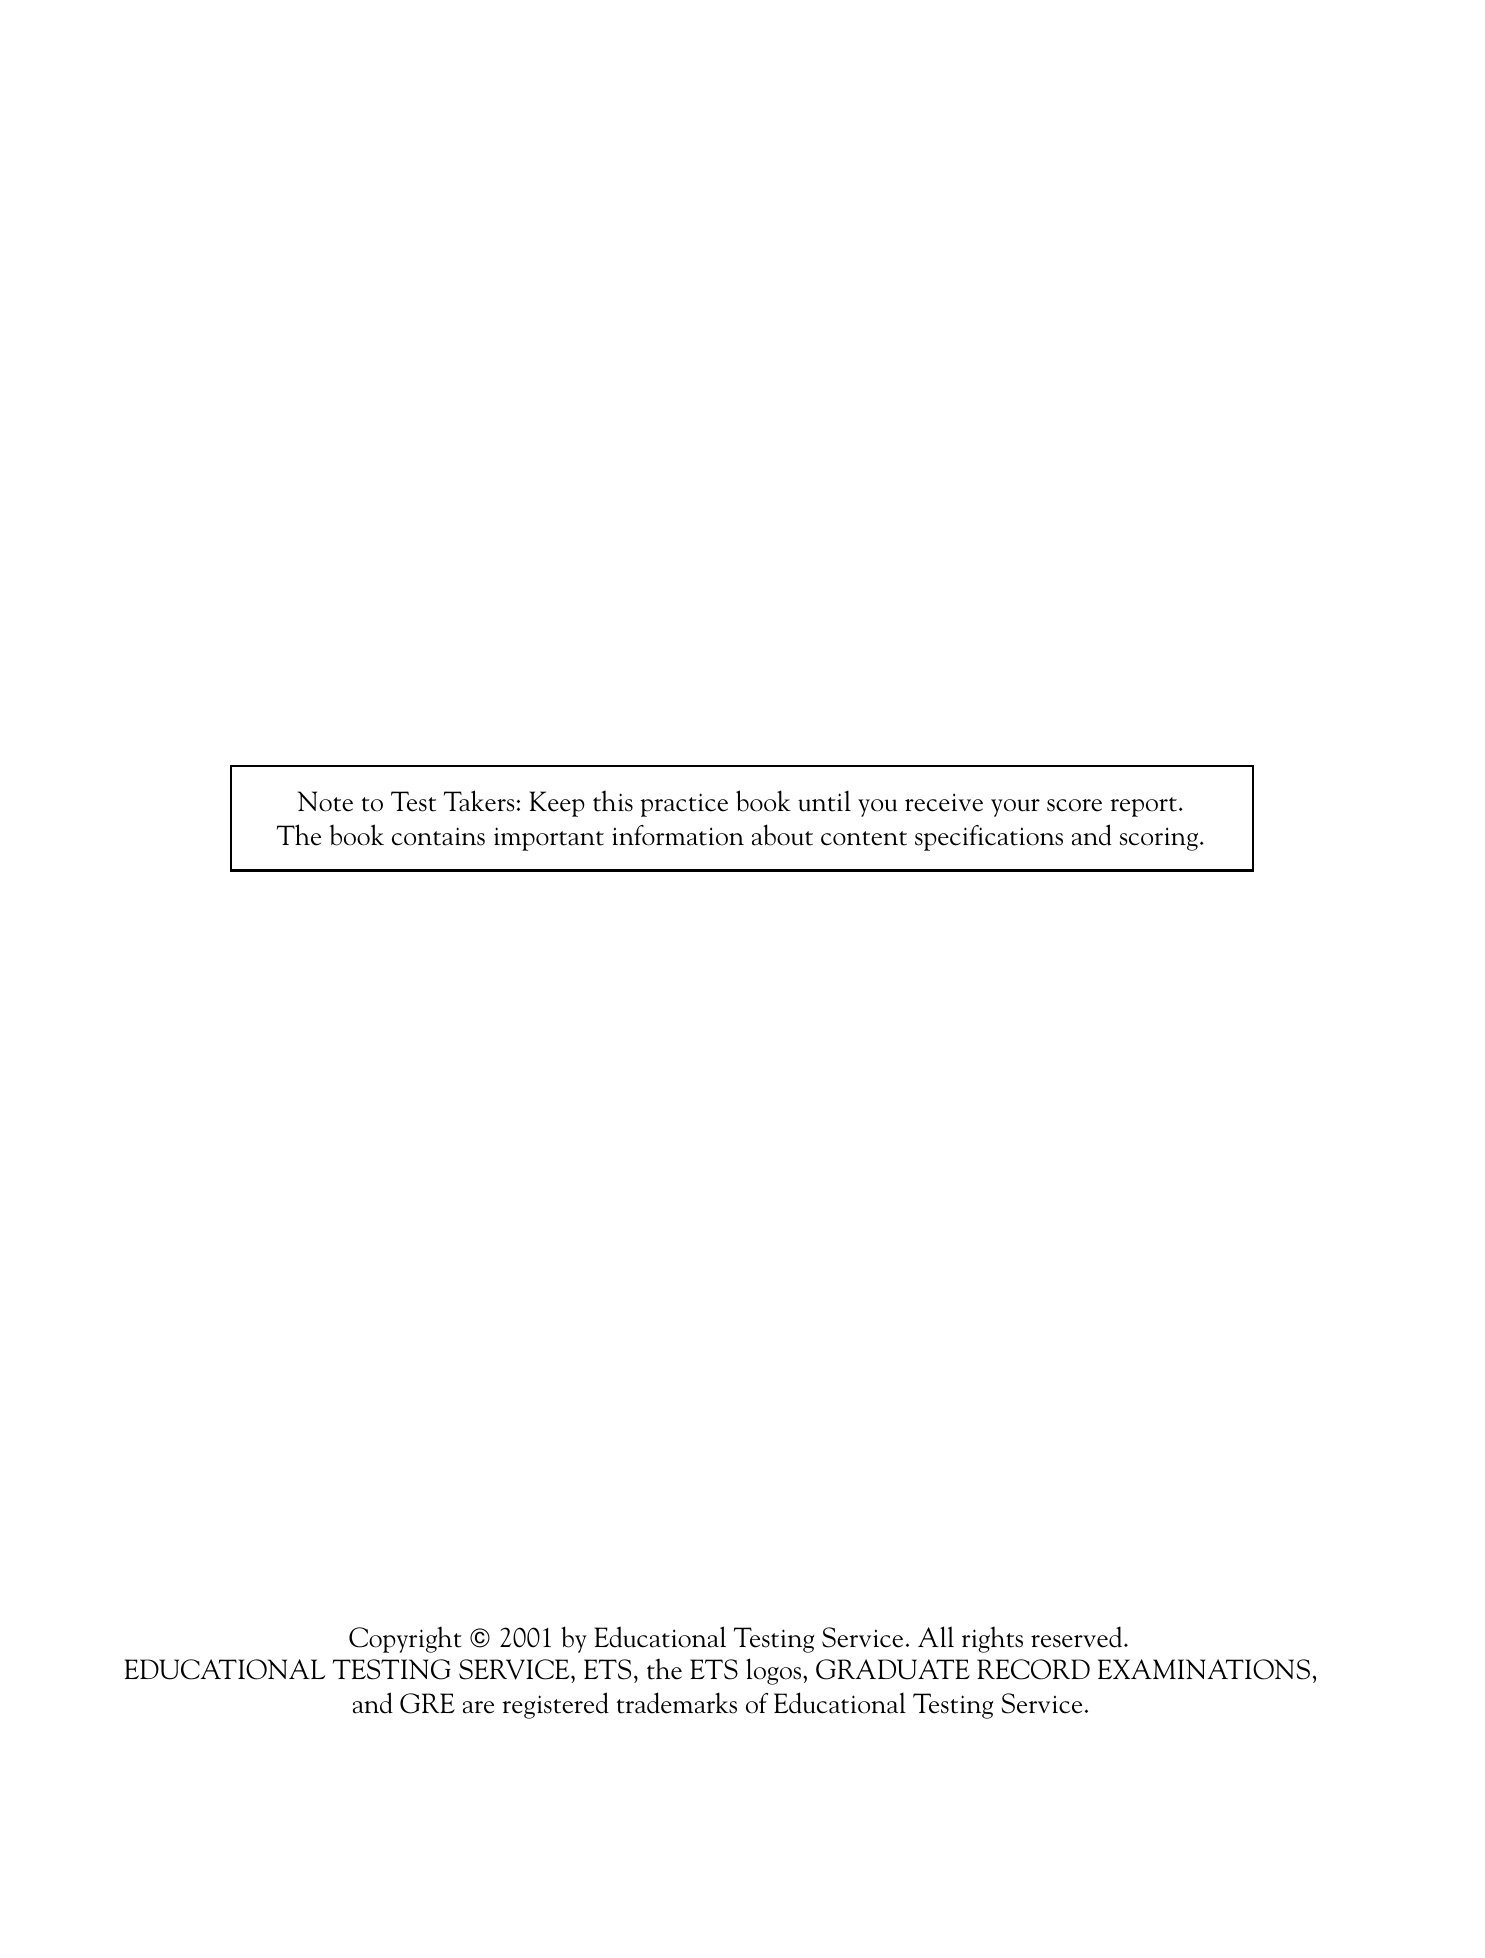 Note to Test Takers: Keep this practice book until you receive your score report.
The book contains important information about content specifications and scoring.
Copyright © 2001 by Educational Testing Service. All rights reserved.
EDUCATIONAL TESTING SERVICE, ETS, the ETS logos, GRADUATE RECORD EXAMINATIONS,
and GRE are registered trademarks of Educational Testing Service.